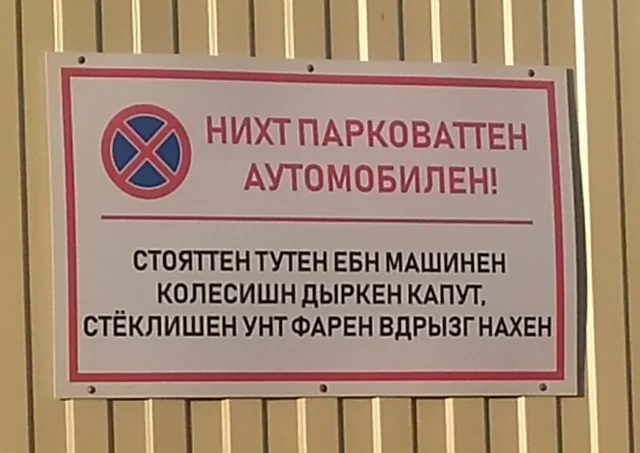 НИХТ ПАРКОВАТТЕН
АУТОМОБИЛЕН!
СТОЯТТЕН ТУТЕН ЕБН МАШИНЕН
КОЛЕСИШН ДЫРКЕН КАПУТ,
СТЁКЛИШЕН УНТ ФАРЕН ВДРЫЗГ НАХЕН